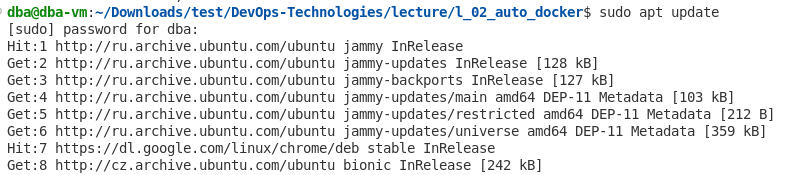 dba@dba-vm:~/Downloads/test/DevOps-Technologies/lecture/l_02_auto_docker$ sudo apt update
[sudo] password for dba:
Hit:1 http://ru.archive.ubuntu.com/ubuntu jammy InRelease
Get:2 http://ru.archive.ubuntu.com/ubuntu jammy-updates InRelease [128 kB]
Get:3 http://ru.archive.ubuntu.com/ubuntu jammy-backports InRelease [127 kB]
Get:4 http://ru.archive.ubuntu.com/ubuntu jammy-updates/main amd64 DEP-11 Metadata [103 kB]
Get:5 http://ru.archive.ubuntu.com/ubuntu jammy-updates/restricted amd64 DEP-11 Metadata [212 B]
Get:6 http://ru.archive.ubuntu.com/ubuntu jammy-updates/universe amd64 DEP-11 Metadata [359 kB]
Hit:7 https://dl.google.com/linux/chrome/deb stable InRelease
Get:8 http://cz.archive.ubuntu.com/ubuntu bionic InRelease [242 kB]